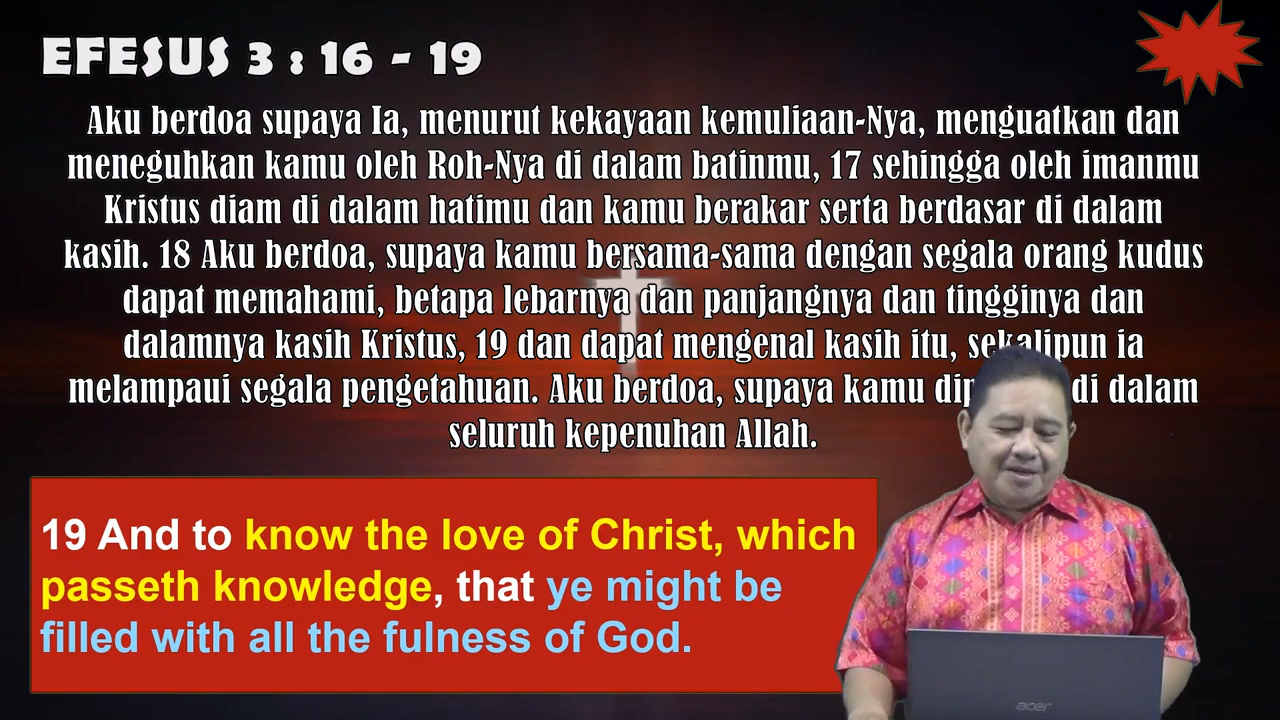 EFESUS 3 : 16 - 19
Aku berdoa supaya Ia, menurut kekayaan kemuliaan-Nya, menguatkan dan
meneguhkan kamu oleh Roh-Nya di dalam batinmu, 17 sehingga oleh imanmu
Kristus diam di dalam hatimu dan kamu berakar serta berdasar di dalam
kasih. 18 Aku berdoa, supaya kamu bersama-sama dengan segala orang kudus
dapat memahami, betapa lebarnya dan panjangnya dan tingginya dan
dalamnya kasih Kristus, 19 dan dapat mengenal kasih itu, sekalipun ia
melampaui segala pengetahuan. Aku berdoa, supaya kamu di dalam
seluruh kepenuhan Allah.
19 And to know the love of Christ, which
passeth knowledge, that ye might be
filled with all the fulness of God.
acer